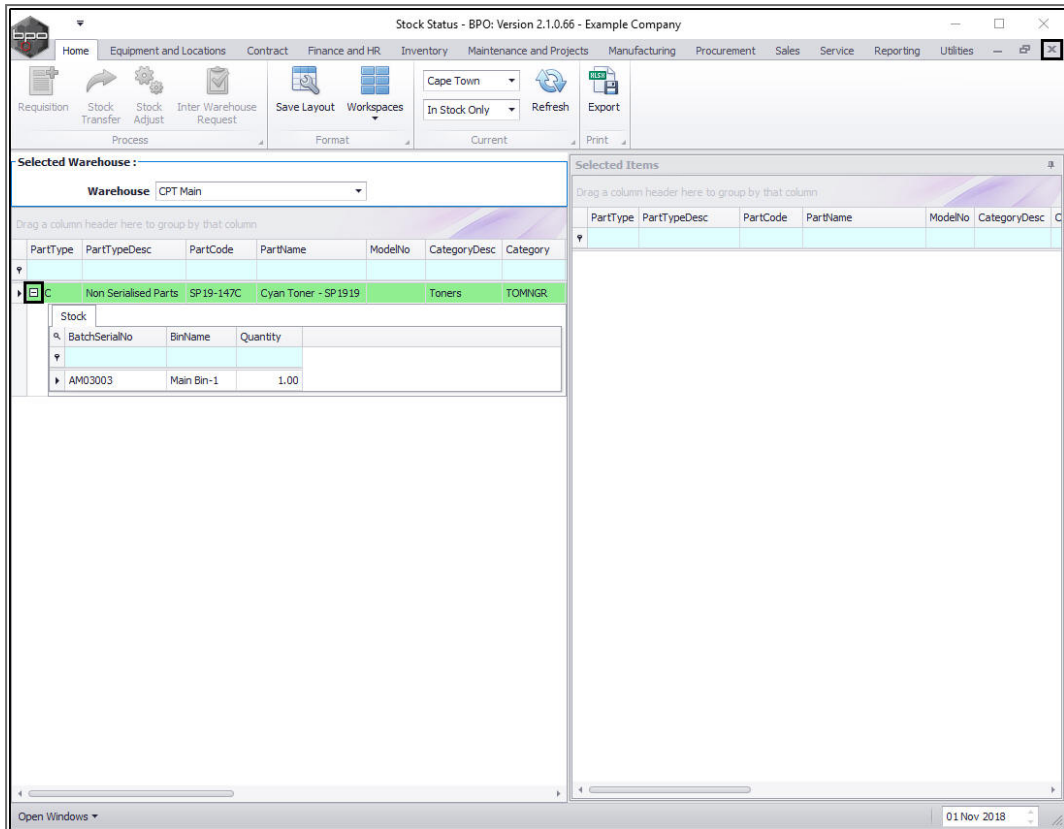 Stock Status - BPO: Version 2.1.0.66 - Example Company
bpo
Home Equipment and Locations Contract Finance and HR Inventory Maintenance and Projects Manufacturing Procurement Sales Service Reporting Utilities
Requisition Stock Transfer Stock Adjust Inter Warehouse Request Save Layout Workspaces Cape Town In Stock Only Refresh XLSX Export
Process Format Current Print
Selected Warehouse :
Warehouse CPT Main
Drag a column header here to group by that column
PartType PartTypeDesc PartCode PartName ModelNo CategoryDesc Category
C Non Serialised Parts SP19-147C Cyan Toner - SP1919 Toners TOMNGR
Stock
BatchSerialNo BinName Quantity
AM03003 Main Bin-1 1.00
Selected Items
Drag a column header here to group by that column
PartType PartTypeDesc PartCode PartName ModelNo CategoryDesc C
Open Windows
01 Nov 2018